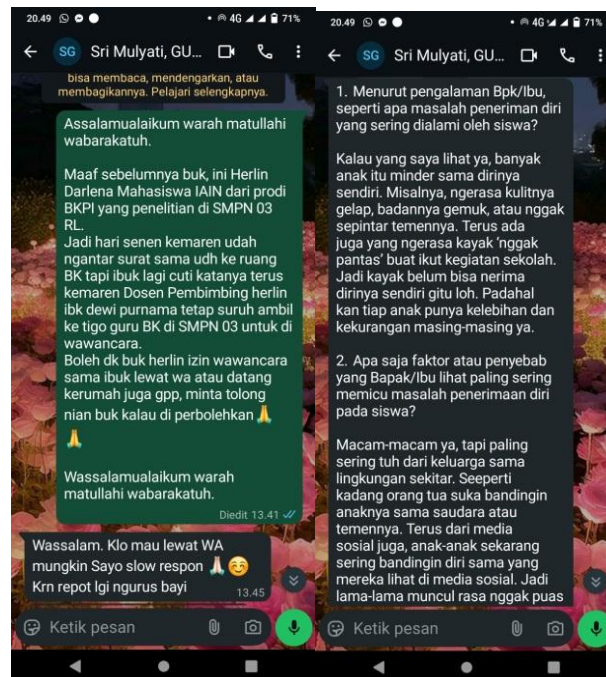 20.49
4G 71%
SG Sri Mulyati, GU...
bisa membaca, mendengarkan, atau
membagikannya. Pelajari selengkapnya.
Assalamualaikum warah matullahi
wabarakatuh.
Maaf sebelumnya buk, ini Herlin
Darlena Mahasiswa IAIN dari prodi
BKPI yang penelitian di SMPN 03
RL.
Jadi hari senen kemaren udah
ngantar surat sama udh ke ruang
BK tapi ibuk lagi cuti katanya terus
kemaren Dosen Pembimbing herlin
ibk dewi purnama tetap suruh ambil
ke tigo guru BK di SMPN 03 untuk di
wawancara.
Boleh dk buk herlin izin wawancara
sama ibuk lewat wa atau datang
kerumah juga gpp, minta tolong
nian buk kalau di perbolehkan 🙏
🙏
Wassalamualaikum warah
matullahi wabarakatuh.
Diedit 13.41
Wassalam. Klo mau lewat WA
mungkin Sayo slow respon 🙏🏻☺️
Krn repot lgi ngurus bayi
13.45
Ketik pesan
20.49
4G 71%
SG Sri Mulyati, GU...
1. Menurut pengalaman Bpk/Ibu,
seperti apa masalah peneriman diri
yang sering dialami oleh siswa?
Kalau yang saya lihat ya, banyak
anak itu minder sama dirinya
sendiri. Misalnya, ngerasa kulitnya
gelap, badannya gemuk, atau nggak
sepintar temennya. Terus ada
juga yang ngerasa kayak ‘nggak
pantas’ buat ikut kegiatan sekolah.
Jadi kayak belum bisa nerima
dirinya sendiri gitu loh. Padahal
kan tiap anak punya kelebihan dan
kekurangan masing-masing ya.
2. Apa saja faktor atau penyebab
yang Bapak/Ibu lihat paling sering
memicu masalah penerimaan diri
pada siswa?
Macam-macam ya, tapi paling
sering tuh dari keluarga sama
lingkungan sekitar. Seeperti
kadang orang tua suka bandingin
anaknya sama saudara atau
temennya. Terus dari media
sosial juga, anak-anak sekarang
sering bandingin diri sama yang
mereka lihat di media sosial. Jadi
lama-lama muncul rasa nggak puas
Ketik pesan